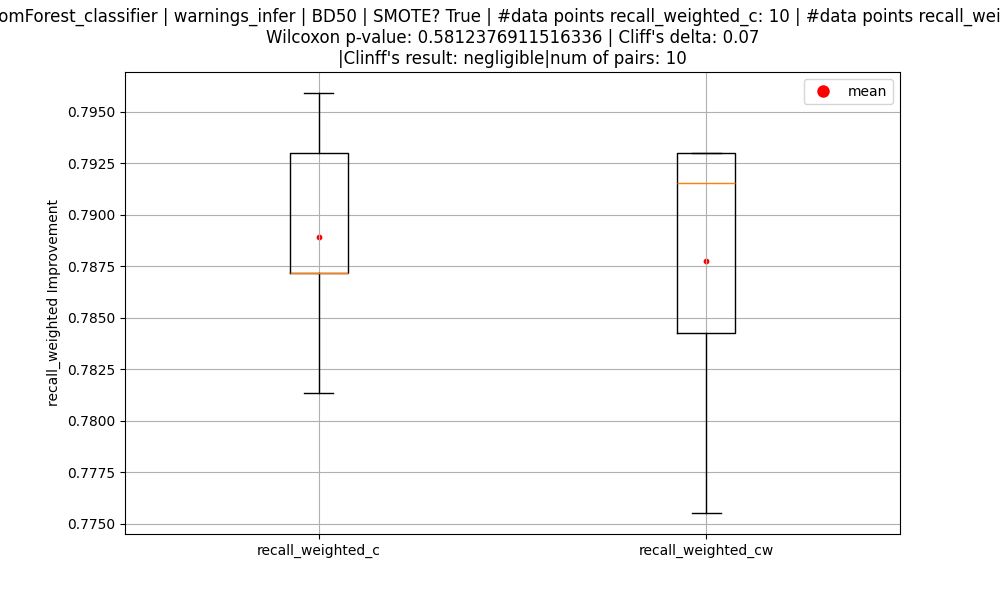 omForest_classifier | warnings_infer | BD50 | SMOTE? True | #data points recall_weighted_c: 10 | #data points recall_wei
Wilcoxon p-value: 0.5812376911516336 | Cliff's delta: 0.07
|Clinff's result: negligible|num of pairs: 10
mean
0.7950
0.7925
0.7900
0.7875
0.7850
0.7825
0.7800
0.7775
0.7750
recall_weighted Improvement
recall_weighted_c
recall_weighted_cw